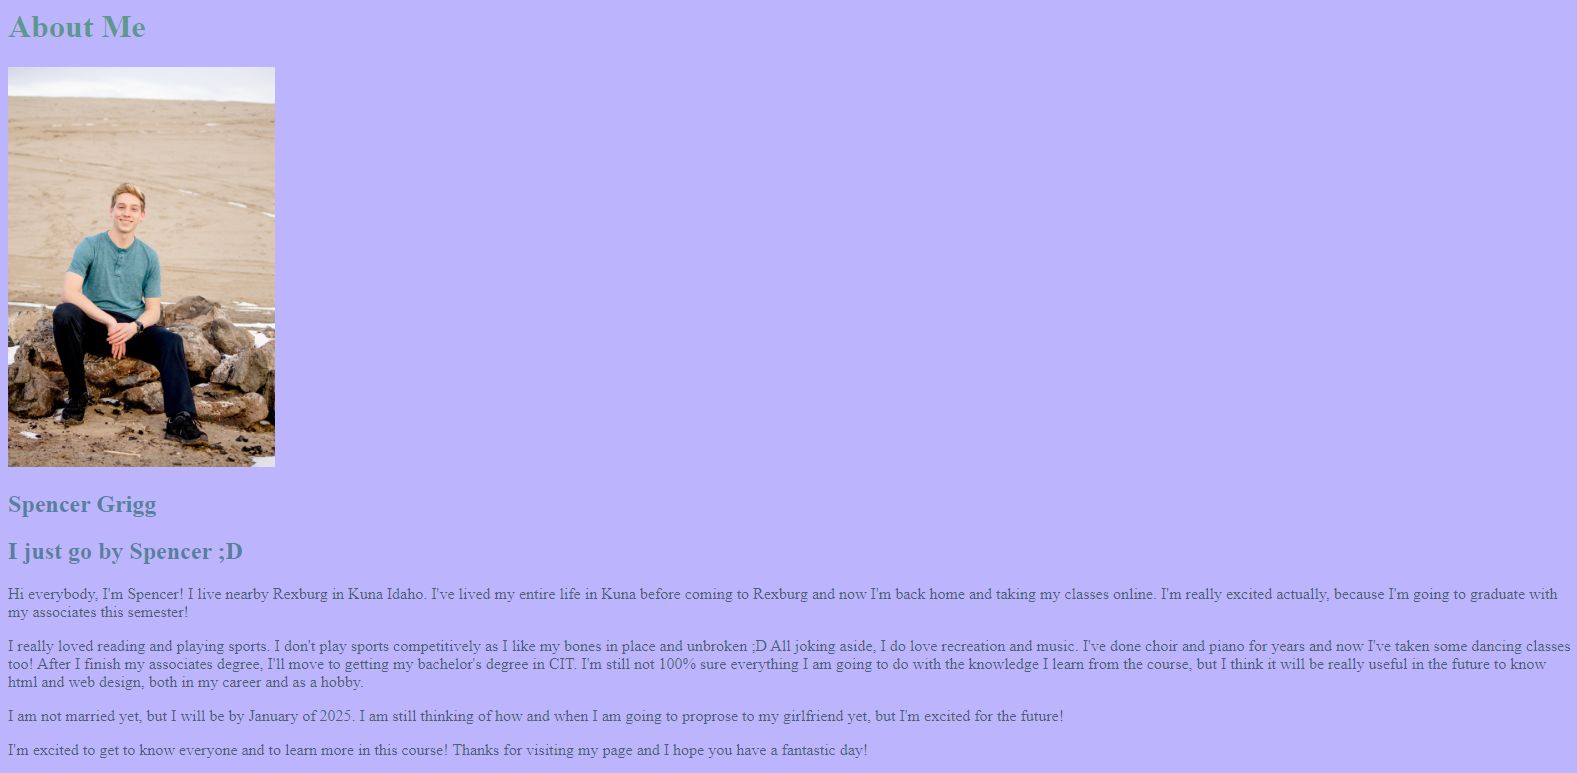 About Me
Spencer Grigg
I just go by Spencer ;D
Hi everybody, I'm Spencer! I live nearby Rexburg in Kuna Idaho. I've lived my entire life in Kuna before coming to Rexburg and now I'm back home and taking my classes online. I'm really excited actually, because I'm going to graduate with
my associates this semester!
I really loved reading and playing sports. I don't play sports competitively as I like my bones in place and unbroken ;D All joking aside, I do love recreation and music. I've done choir and piano for years and now I've taken some dancing classes
too! After I finish my associates degree, I'll move to getting my bachelor's degree in CIT. I'm still not 100% sure everything I am going to do with the knowledge I learn from the course, but I think it will be really useful in the future to know
html and web design, both in my career and as a hobby.
I am not married yet, but I will be by January of 2025. I am still thinking of how and when I am going to proprose to my girlfriend yet, but I'm excited for the future!
I'm excited to get to know everyone and to learn more in this course! Thanks for visiting my page and I hope you have a fantastic day!